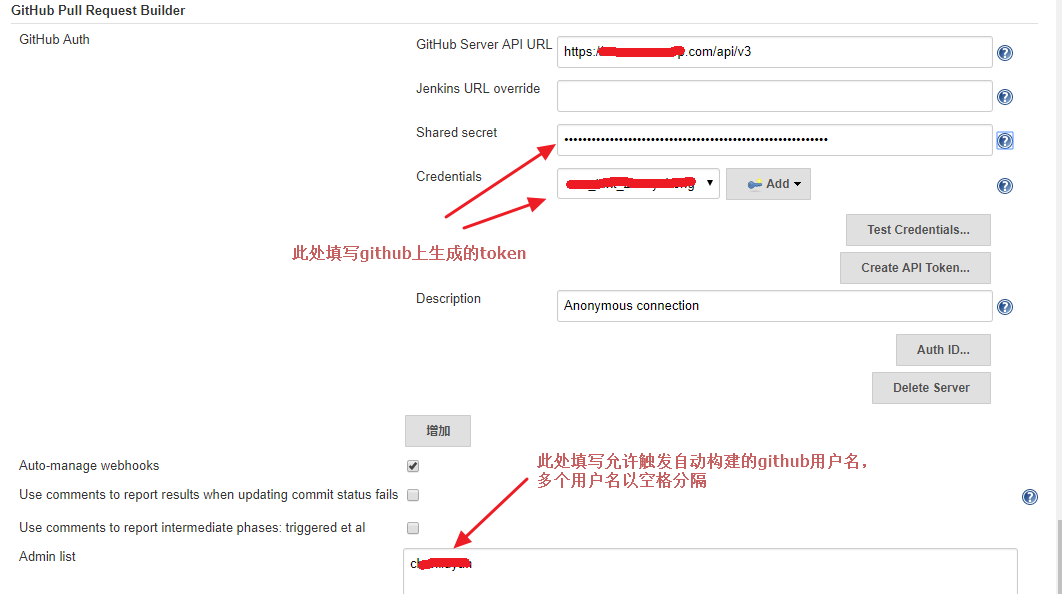 GitHub Pull Request Builder
GitHub Auth
GitHub Server API URL
https:/ .com/api/v3
Jenkins URL override
Shared secret
••••••••••••••••••••••••••••••••••••••••••••••••••••••••••
Credentials
Add
此处填写github上生成的token
Test Credentials...
Create API Token...
Description
Anonymous connection
Auth ID...
Delete Server
增加
Auto-manage webhooks
此处填写允许触发自动构建的github用户名,
多个用户名以空格分隔
Use comments to report results when updating commit status fails
Use comments to report intermediate phases: triggered et al
Admin list